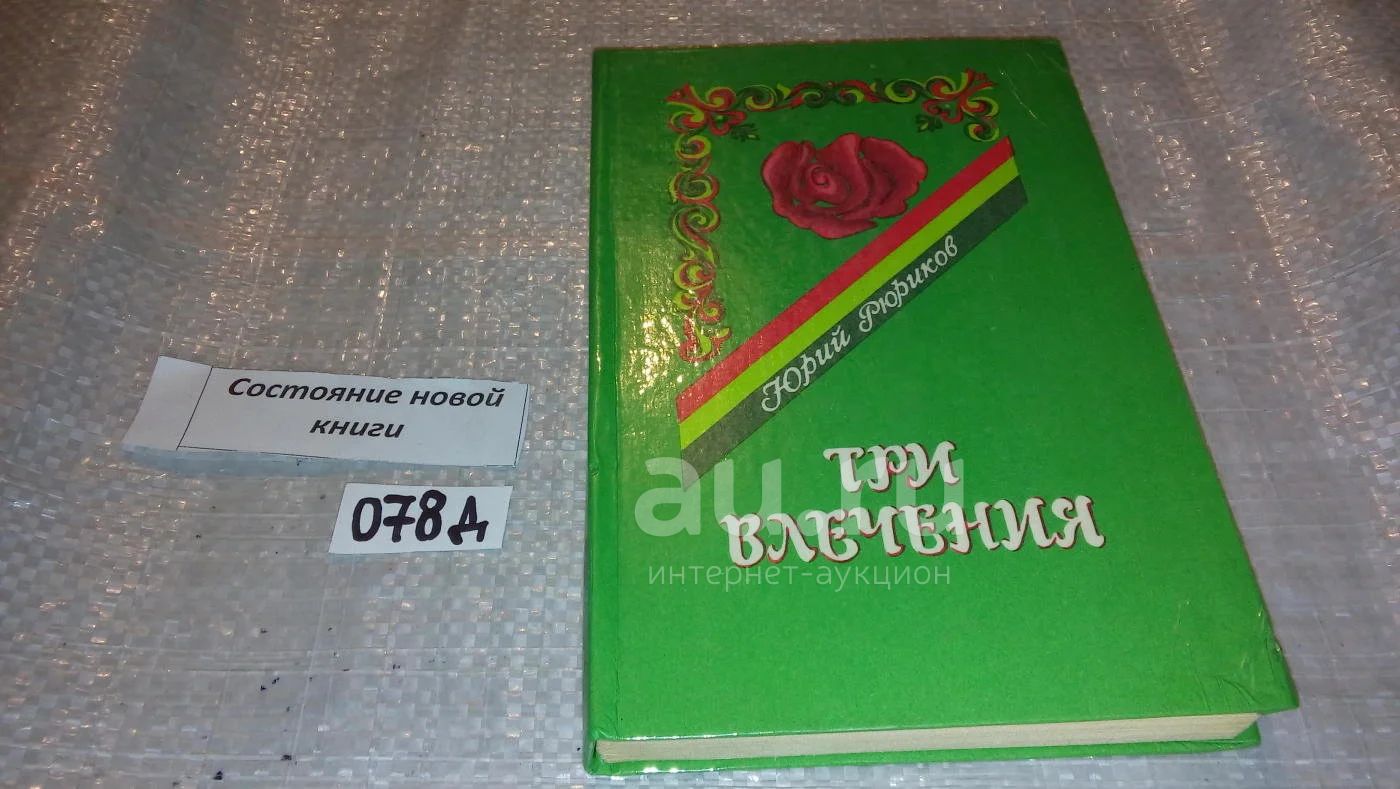 Состояние новой
книги
078д
Юрий Рюриков
ТРИ
ВЛЕЧЕНИЯ
au.ru
интернет-аукцион